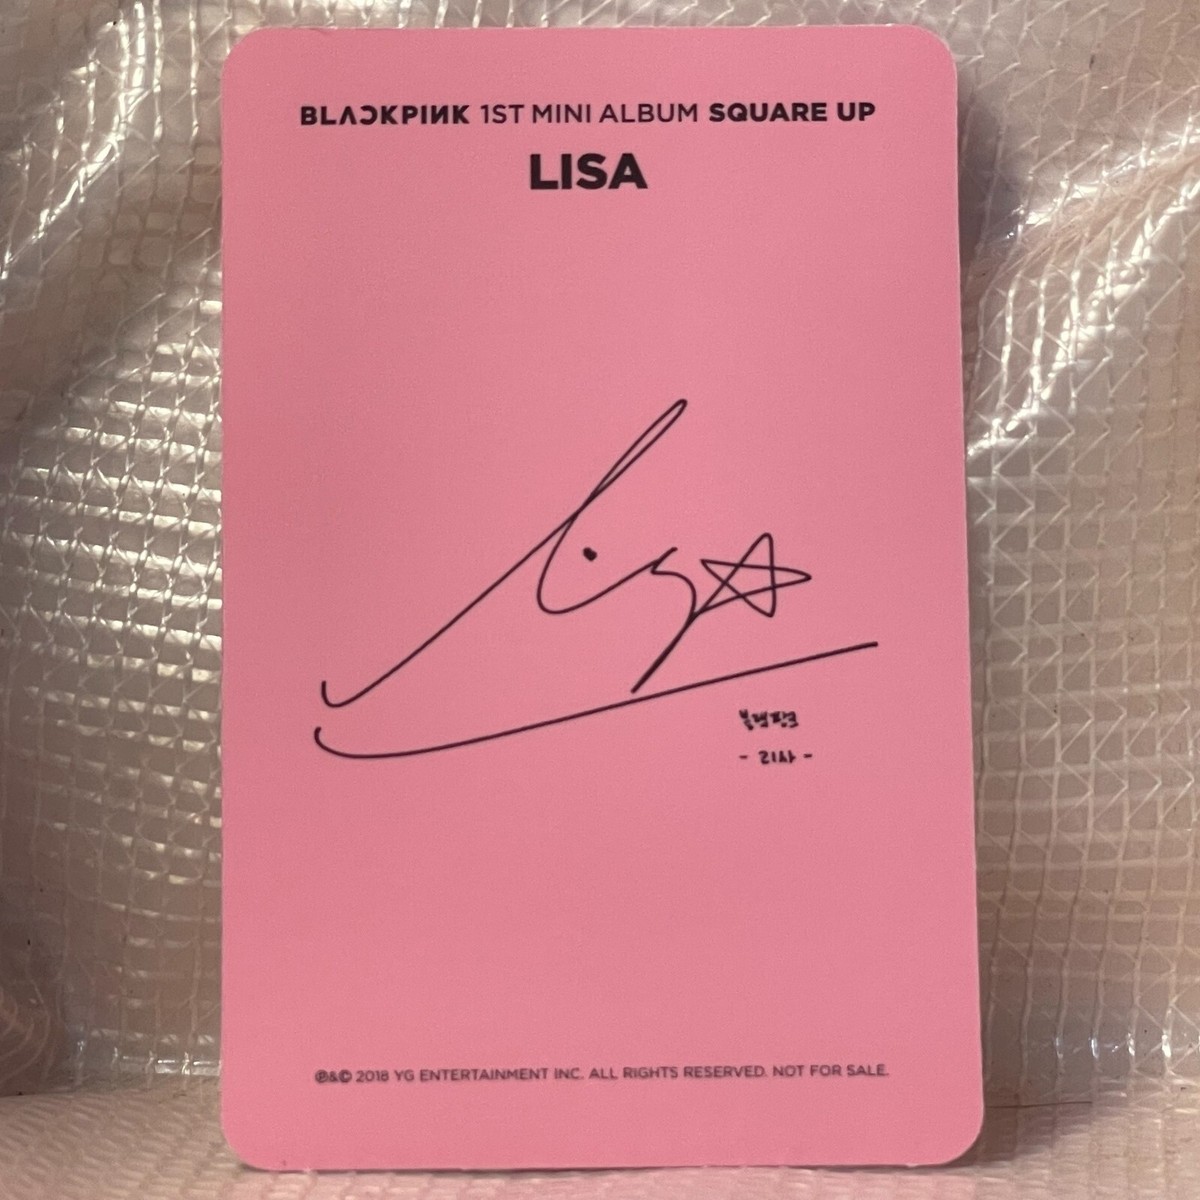 BLACKPINK 1ST MINI ALBUM SQUARE UP
LISA
Lisa
블랙핑크
- 리사 -
℗&© 2018 YG ENTERTAINMENT INC. ALL RIGHTS RESERVED. NOT FOR SALE.